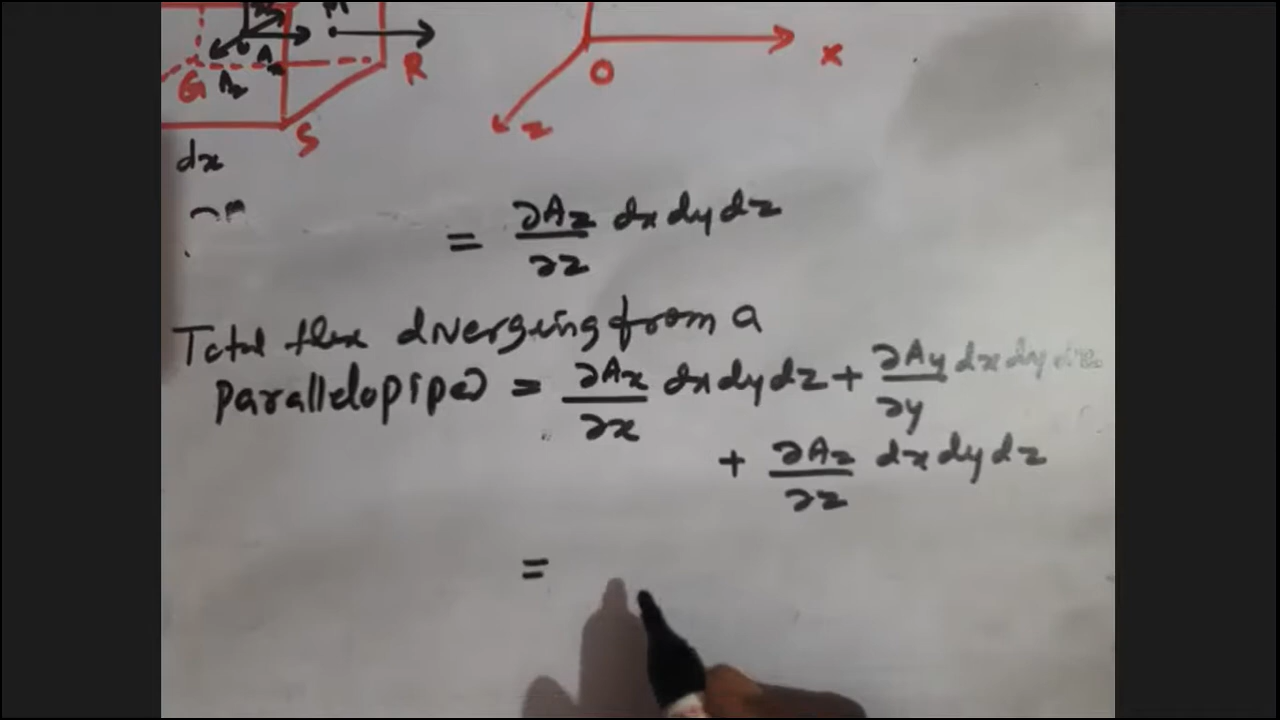 M
x
O
A
G
A₂
R
z
S
dx
= ∂Az/∂z dx dy dz
Total flux diverging from a
parallelopiped = ∂Ax/∂x dx dy dz + ∂Ay/∂y dx dy dz
+ ∂Az/∂z dx dy dz
=